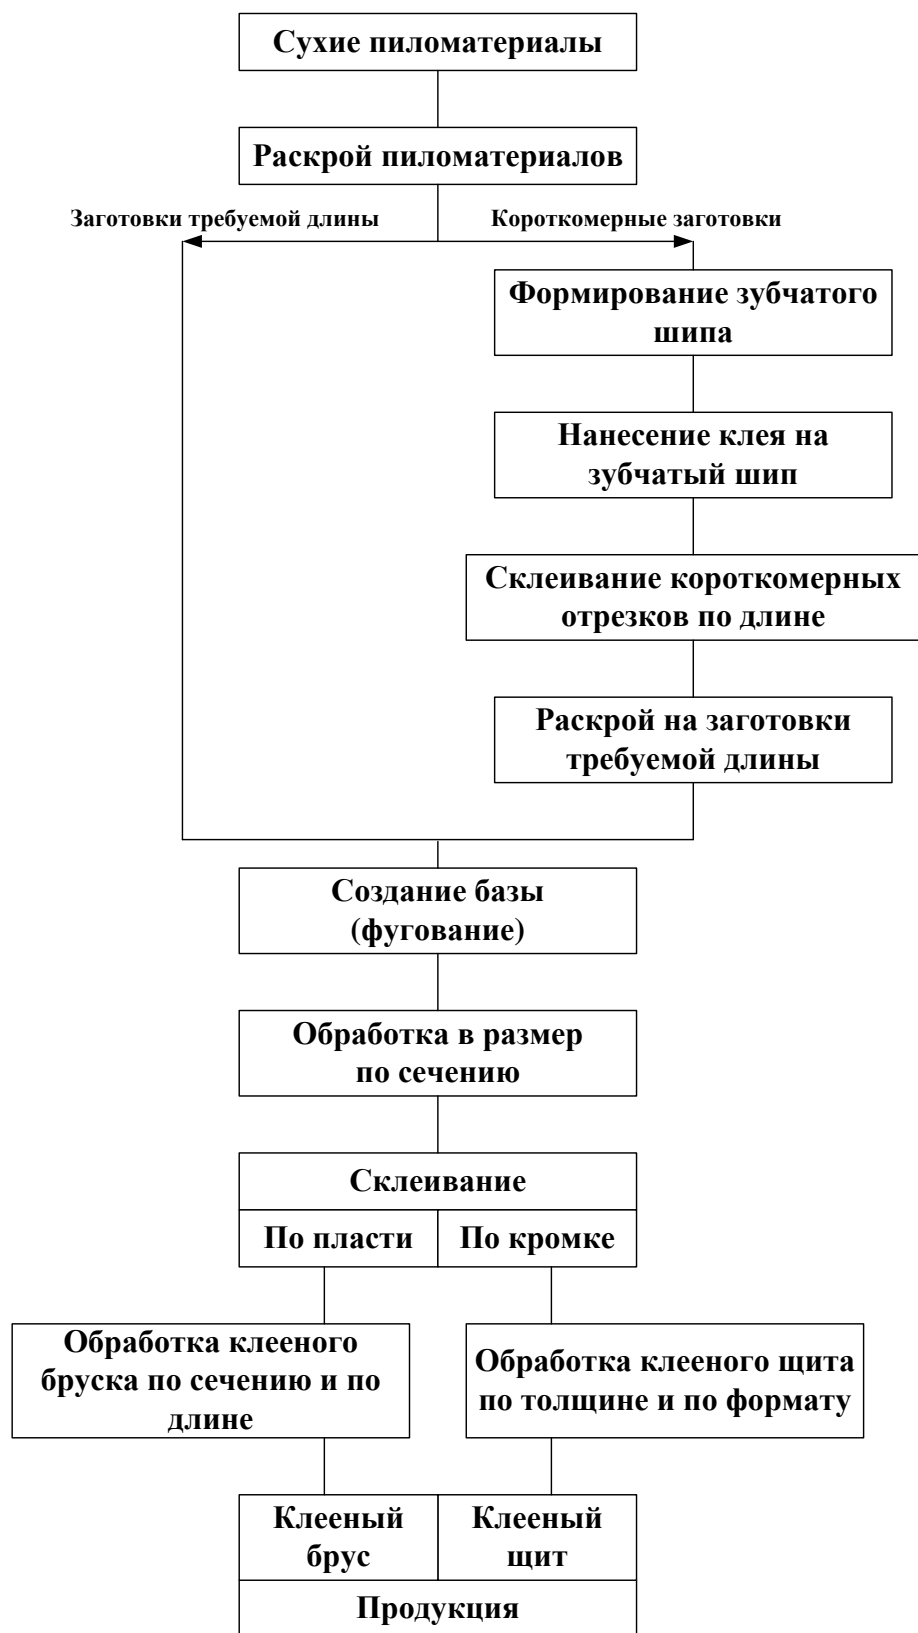 Сухие пиломатериалы
Раскрой пиломатериалов
Заготовки требуемой длины
Короткомерные заготовки
Формирование зубчатого
шипа
Нанесение клея на
зубчатый шип
Склеивание короткомерных
отрезков по длине
Раскрой на заготовки
требуемой длины
Создание базы
(фугование)
Обработка в размер
по сечению
Склеивание
По пласти
По кромке
Обработка клееного
бруска по сечению и по
длине
Обработка клееного щита
по толщине и по формату
Клееный
брус
Клееный
щит
Продукция